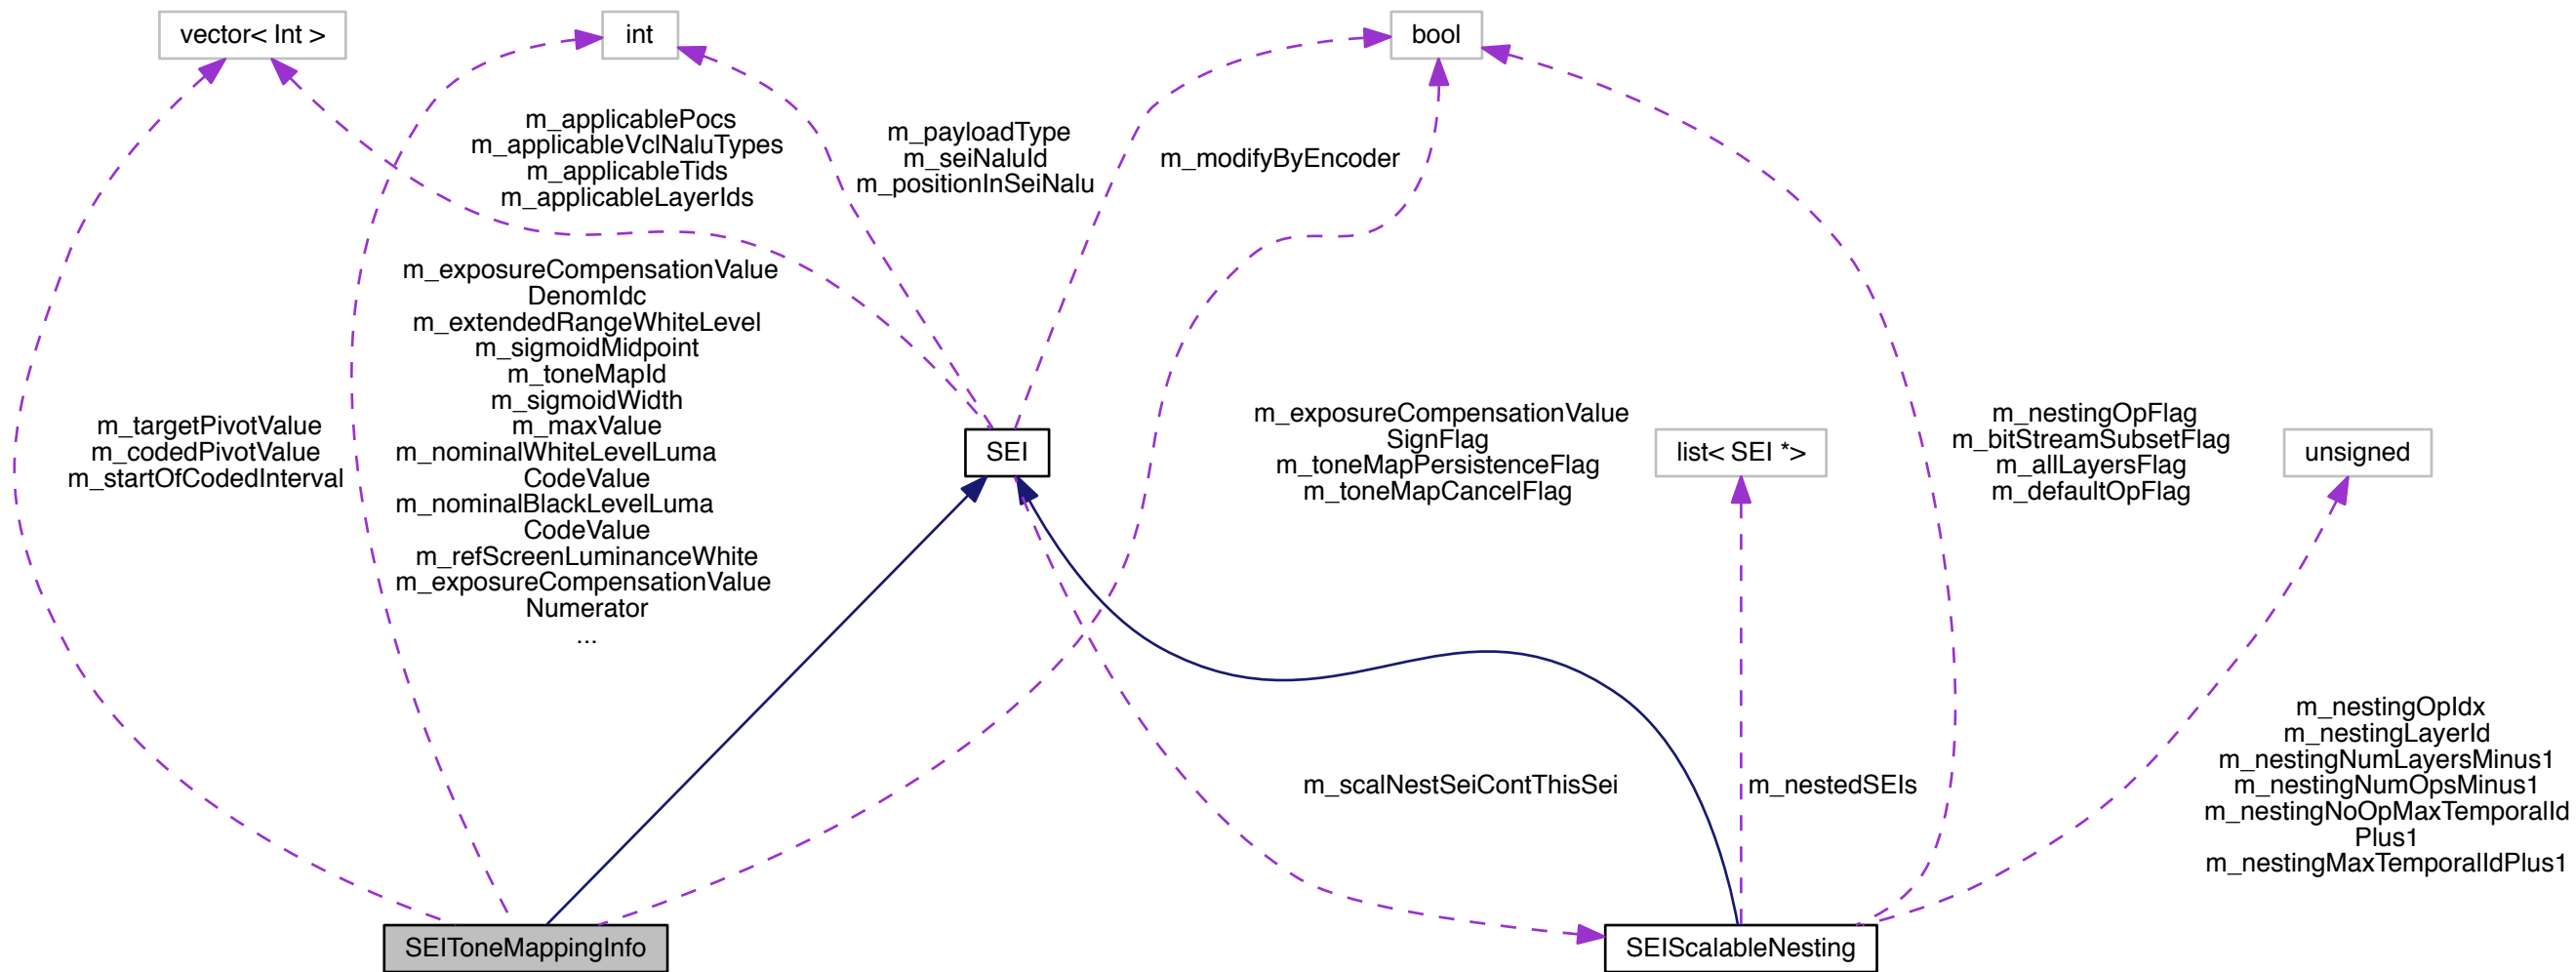 vector< Int >
int
bool
m_applicablePocs
m_applicableVclNaluTypes
m_applicableTids
m_applicableLayerIds
m_payloadType
m_seiNaluId
m_positionInSeiNalu
m_modifyByEncoder
m_exposureCompensationValue
DenomIdc
m_extendedRangeWhiteLevel
m_sigmoidMidpoint
m_toneMapId
m_sigmoidWidth
m_maxValue
m_nominalWhiteLevelLuma
CodeValue
m_nominalBlackLevelLuma
CodeValue
m_refScreenLuminanceWhite
m_exposureCompensationValue
Numerator
...
m_targetPivotValue
m_codedPivotValue
m_startOfCodedInterval
SEI
m_exposureCompensationValue
SignFlag
m_toneMapPersistenceFlag
m_toneMapCancelFlag
list< SEI *>
m_nestingOpFlag
m_bitStreamSubsetFlag
m_allLayersFlag
m_defaultOpFlag
unsigned
m_scalNestSeiContThisSei
m_nestedSEIs
m_nestingOpIdx
m_nestingLayerId
m_nestingNumLayersMinus1
m_nestingNumOpsMinus1
m_nestingNoOpMaxTemporalId
Plus1
m_nestingMaxTemporalIdPlus1
SEIToneMappingInfo
SEIScalableNesting